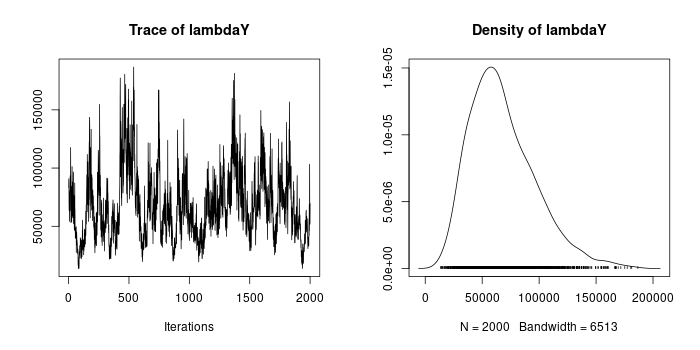 Trace of lambdaY
150000
100000
50000
0
500
1000
1500
2000
Iterations
Density of lambdaY
1.5e-05
1.0e-05
5.0e-06
0.0e+00
0
50000
100000
150000
200000
N = 2000 Bandwidth = 6513